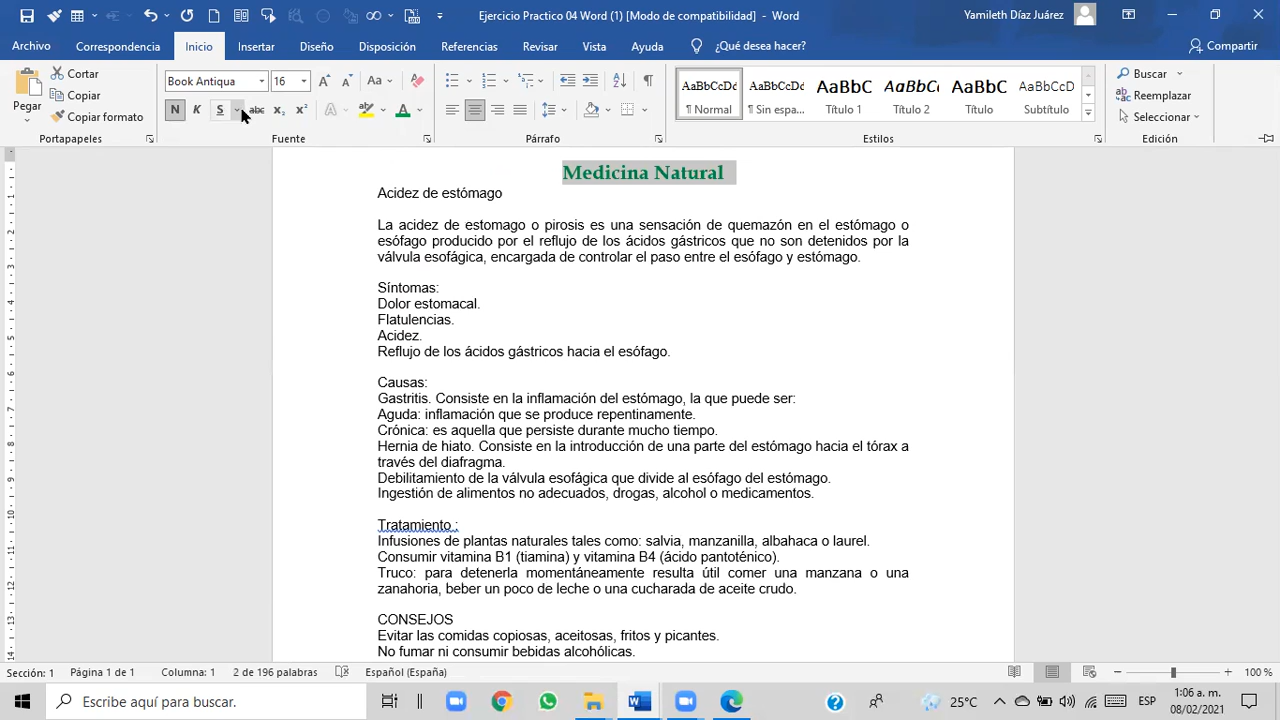 Ejercicio Practico 04 Word (1) [Modo de compatibilidad] - Word
Yamileth Díaz Juárez
Archivo Correspondencia Inicio Insertar Diseño Disposición Referencias Revisar Vista Ayuda ¿Qué desea hacer? Compartir
Pegar
Cortar
Copiar
Copiar formato
Portapapeles
Book Antiqua 16 A A Aa A
N K S abc x₂ x² A A
Fuente
Párrafo
AaBbCcDd ¶ Normal
AaBbCcDd ¶ Sin espa...
AaBbC Título 1
AaBbCc Título 2
AaBbC Título
AaBbCcD Subtítulo
Estilos
Buscar
Reemplazar
Seleccionar
Edición
Medicina Natural
Acidez de estómago
La acidez de estomago o pirosis es una sensación de quemazón en el estómago o
esófago producido por el reflujo de los ácidos gástricos que no son detenidos por la
válvula esofágica, encargada de controlar el paso entre el esófago y estómago.
Síntomas:
Dolor estomacal.
Flatulencias.
Acidez.
Reflujo de los ácidos gástricos hacia el esófago.
Causas:
Gastritis. Consiste en la inflamación del estómago, la que puede ser:
Aguda: inflamación que se produce repentinamente.
Crónica: es aquella que persiste durante mucho tiempo.
Hernia de hiato. Consiste en la introducción de una parte del estómago hacia el tórax a
través del diafragma.
Debilitamiento de la válvula esofágica que divide al esófago del estómago.
Ingestión de alimentos no adecuados, drogas, alcohol o medicamentos.
Tratamiento :
Infusiones de plantas naturales tales como: salvia, manzanilla, albahaca o laurel.
Consumir vitamina B1 (tiamina) y vitamina B4 (ácido pantoténico).
Truco: para detenerla momentáneamente resulta útil comer una manzana o una
zanahoria, beber un poco de leche o una cucharada de aceite crudo.
CONSEJOS
Evitar las comidas copiosas, aceitosas, fritos y picantes.
No fumar ni consumir bebidas alcohólicas.
Sección: 1 Página 1 de 1 Columna: 1 2 de 196 palabras Español (España) 100 %
Escribe aquí para buscar.
25°C
ESP
1:06 a. m.
08/02/2021